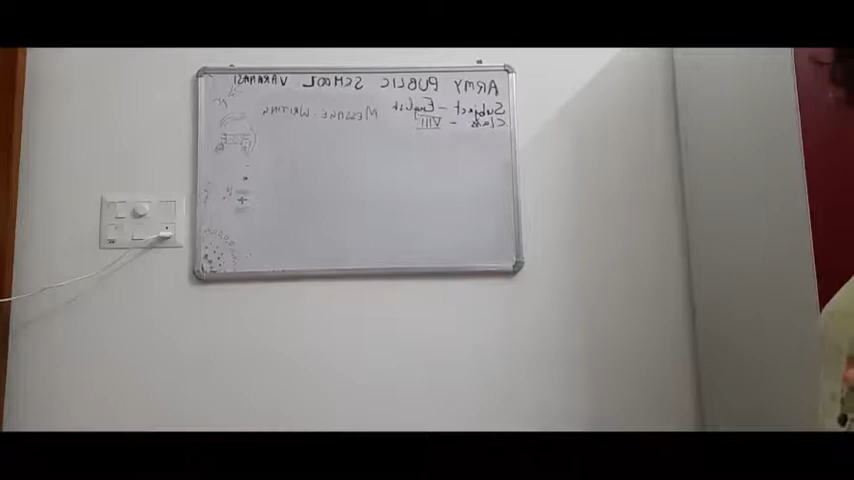 ARMY PUBLIC SCHOOL VARANASI
Subject - English
MESSAGE-WRITING
Class - VIII